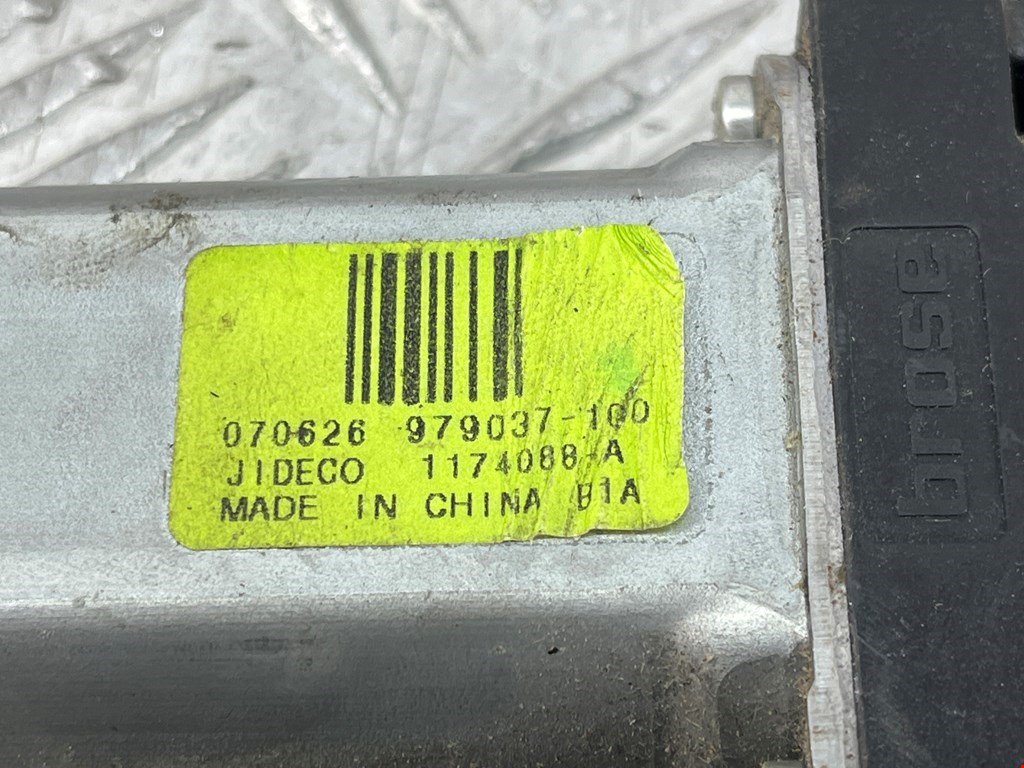 070626 979037-100
JIDECO 1174088-A
MADE IN CHINA B1A
brose